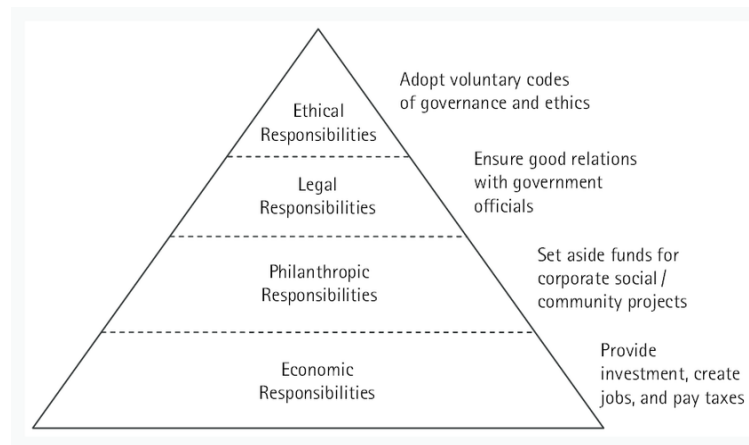 Ethical
Responsibilities
Adopt voluntary codes
of governance and ethics
Legal
Responsibilities
Ensure good relations
with government
officials
Philanthropic
Responsibilities
Set aside funds for
corporate social /
community projects
Economic
Responsibilities
Provide
investment, create
jobs, and pay taxes